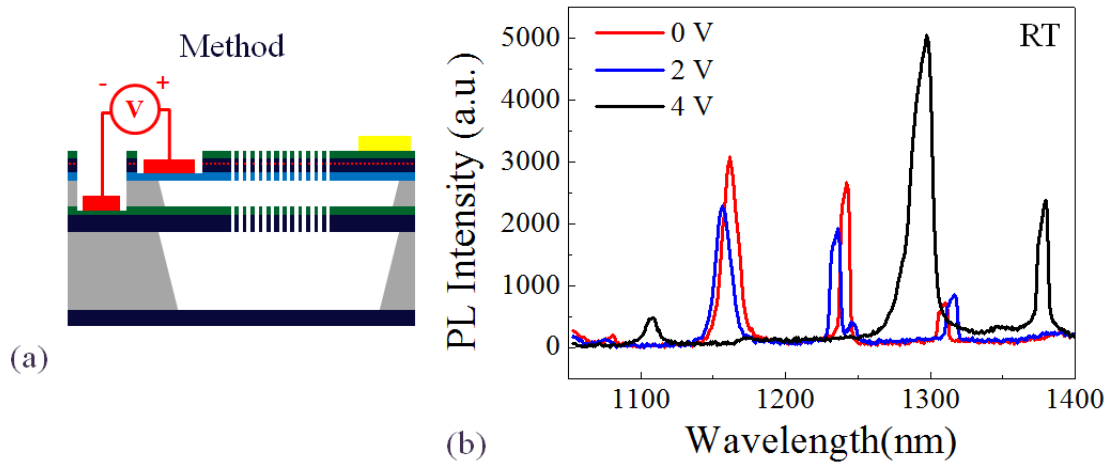 Method
- +
V
(a)
PL Intensity (a.u.)
5000
4000
3000
2000
1000
0
0 V
2 V
4 V
RT
1100 1200 1300 1400
Wavelength(nm)
(b)